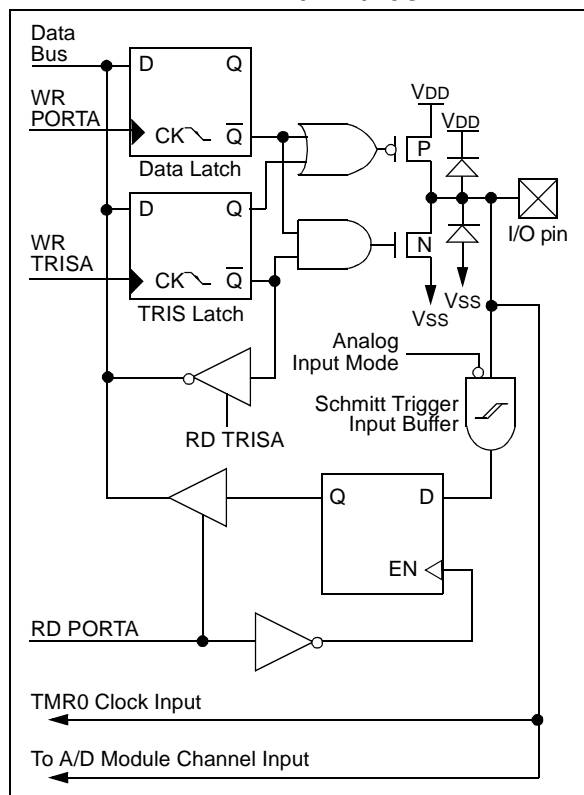 Data
Bus
D Q
WR
PORTA
CK Q
Data Latch
VDD
VDD
P
D Q
WR
TRISA
CK Q
TRIS Latch
N
I/O pin
VSS
VSS
Analog
Input Mode
Schmitt Trigger
Input Buffer
RD TRISA
Q D
EN
RD PORTA
TMR0 Clock Input
To A/D Module Channel Input